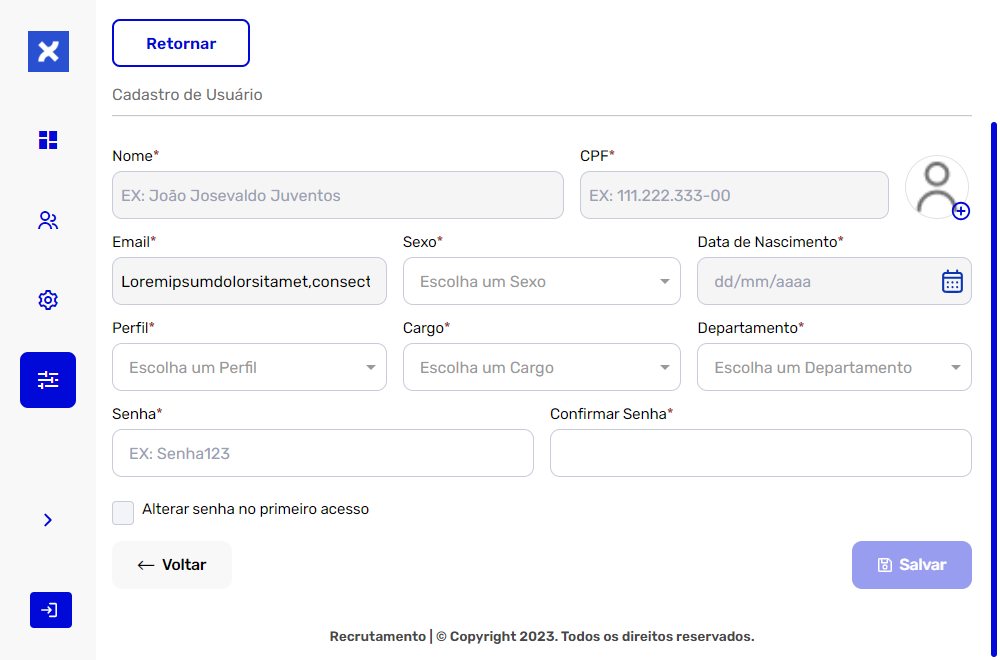 Retornar
Cadastro de Usuário
Nome* CPF*
EX: João Josevaldo Juventos EX: 111.222.333-00
Email* Sexo* Data de Nascimento*
Loremipsumdolorsitamet,consect Escolha um Sexo dd/mm/aaaa
Perfil* Cargo* Departamento*
Escolha um Perfil Escolha um Cargo Escolha um Departamento
Senha* Confirmar Senha*
EX: Senha123
Alterar senha no primeiro acesso
Voltar Salvar
Recrutamento | © Copyright 2023. Todos os direitos reservados.